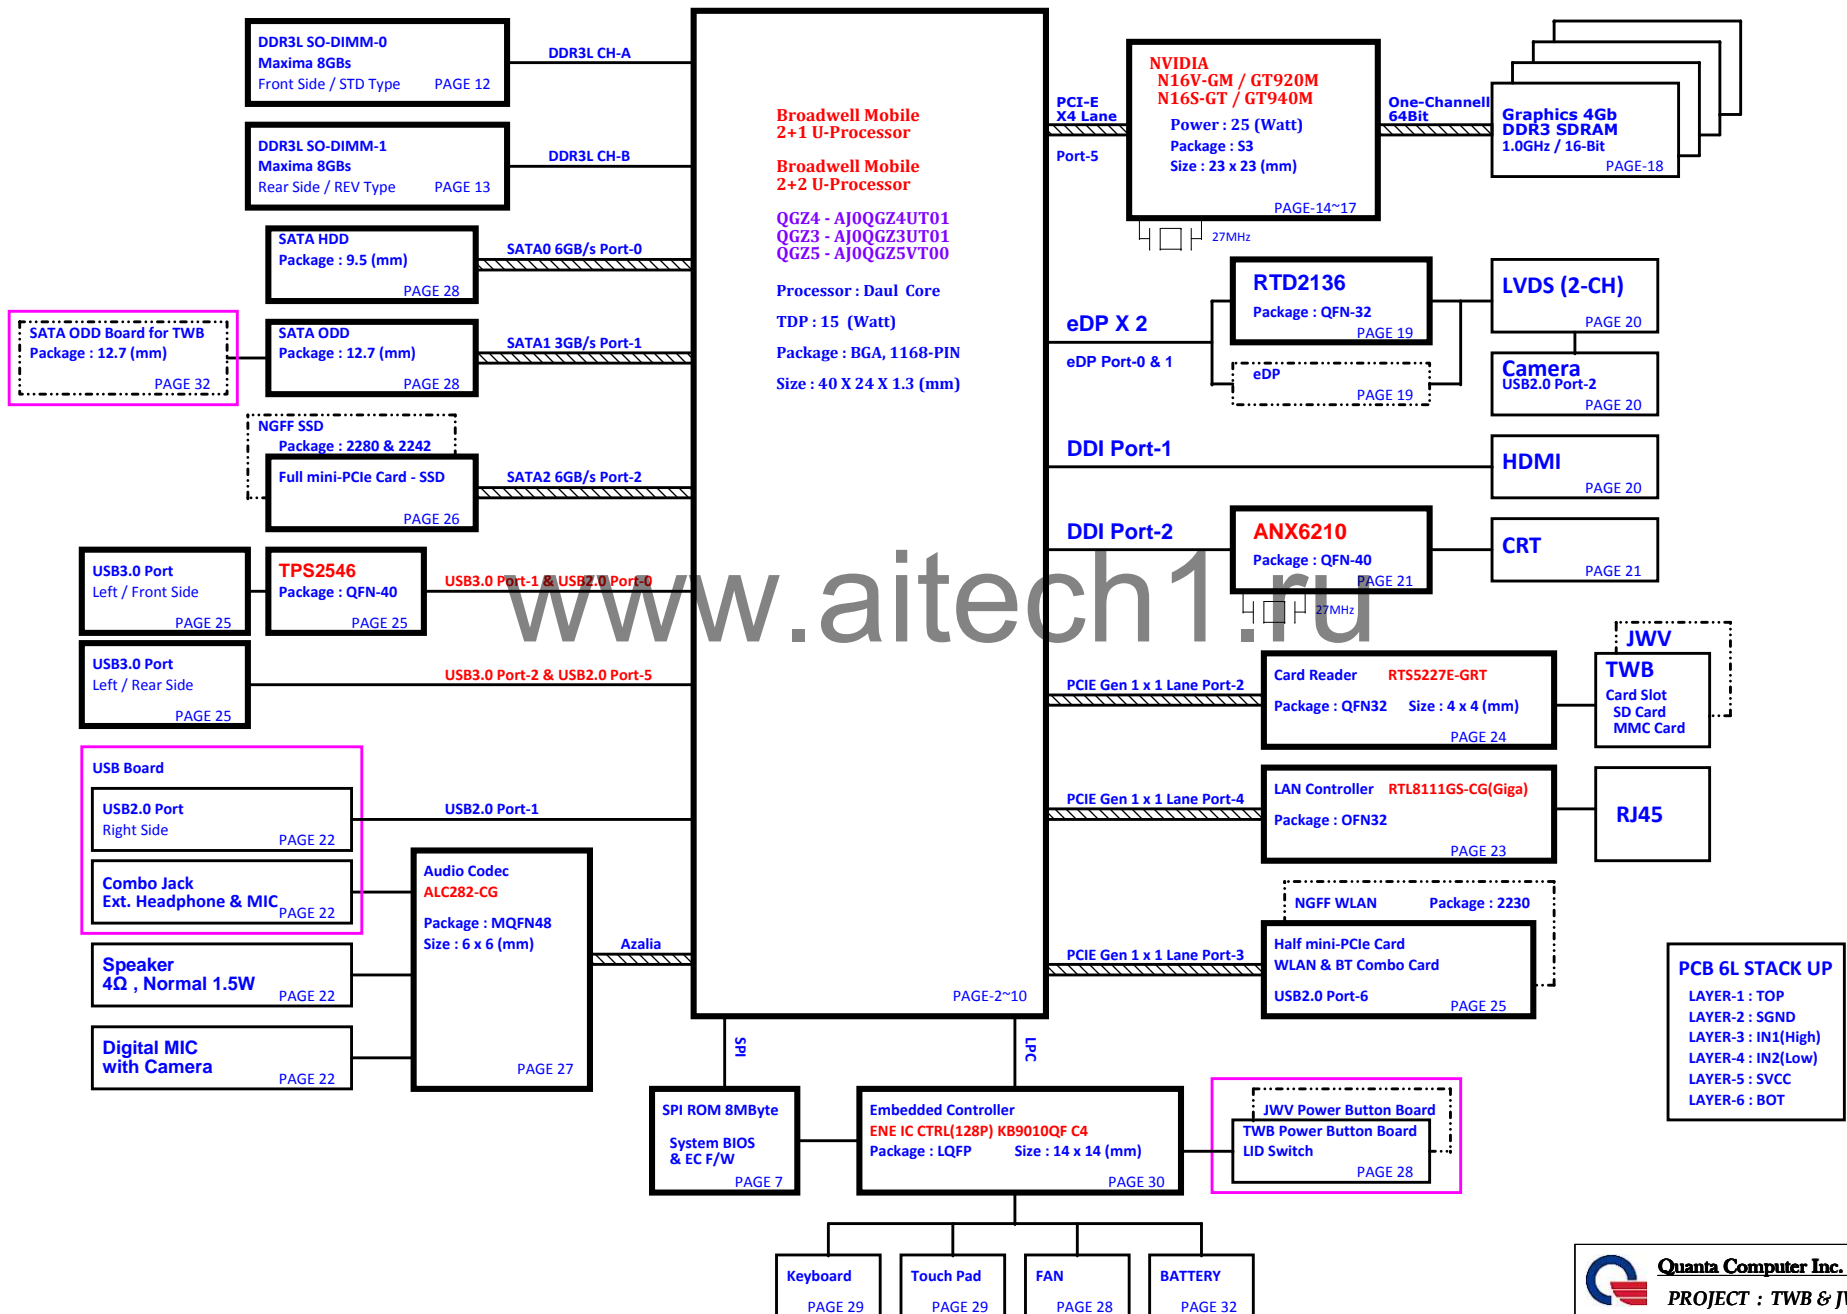 DDR3L SO-DIMM-0
Maxima 8GBs
Front Side / STD Type PAGE 12
DDR3L CH-A
DDR3L SO-DIMM-1
Maxima 8GBs
Rear Side / REV Type PAGE 13
DDR3L CH-B
SATA HDD
Package : 9.5 (mm)
PAGE 28
SATA0 6GB/s Port-0
SATA ODD Board for TWB
Package : 12.7 (mm)
PAGE 32
SATA ODD
Package : 12.7 (mm)
PAGE 28
SATA1 3GB/s Port-1
NGFF SSD
Package : 2280 & 2242
Full mini-PCIe Card - SSD
PAGE 26
SATA2 6GB/s Port-2
USB3.0 Port
Left / Front Side
PAGE 25
TPS2546
Package : QFN-40
PAGE 25
USB3.0 Port-1 & USB2.0 Port-0
USB3.0 Port
Left / Rear Side
PAGE 25
USB3.0 Port-2 & USB2.0 Port-5
USB Board
USB2.0 Port
Right Side
PAGE 22
USB2.0 Port-1
Combo Jack
Ext. Headphone & MIC
PAGE 22
Speaker
4Ω , Normal 1.5W
PAGE 22
Digital MIC
with Camera
PAGE 22
Audio Codec
ALC282-CG
Package : MQFN48
Size : 6 x 6 (mm)
PAGE 27
Azalia
Broadwell Mobile
2+1 U-Processor
Broadwell Mobile
2+2 U-Processor
QGZ4 - AJ0QGZ4UT01
QGZ3 - AJ0QGZ3UT01
QGZ5 - AJ0QGZ5VT00
Processor : Daul Core
TDP : 15 (Watt)
Package : BGA, 1168-PIN
Size : 40 X 24 X 1.3 (mm)
PAGE-2~10
www.aitech1.ru
PCI-E
X4 Lane
Port-5
NVIDIA
N16V-GM / GT920M
N16S-GT / GT940M
Power : 25 (Watt)
Package : S3
Size : 23 x 23 (mm)
PAGE-14~17
27MHz
One-Channell
64Bit
Graphics 4Gb
DDR3 SDRAM
1.0GHz / 16-Bit
PAGE-18
eDP X 2
eDP Port-0 & 1
RTD2136
Package : QFN-32
PAGE 19
eDP
PAGE 19
LVDS (2-CH)
PAGE 20
Camera
USB2.0 Port-2
PAGE 20
DDI Port-1
HDMI
PAGE 20
DDI Port-2
ANX6210
Package : QFN-40
PAGE 21
27MHz
CRT
PAGE 21
PCIE Gen 1 x 1 Lane Port-2
Card Reader RTS5227E-GRT
Package : QFN32 Size : 4 x 4 (mm)
PAGE 24
JWV
TWB
Card Slot
SD Card
MMC Card
PCIE Gen 1 x 1 Lane Port-4
LAN Controller RTL8111GS-CG(Giga)
Package : OFN32
PAGE 23
RJ45
NGFF WLAN Package : 2230
PCIE Gen 1 x 1 Lane Port-3
Half mini-PCIe Card
WLAN & BT Combo Card
USB2.0 Port-6
PAGE 25
PCB 6L STACK UP
LAYER-1 : TOP
LAYER-2 : SGND
LAYER-3 : IN1(High)
LAYER-4 : IN2(Low)
LAYER-5 : SVCC
LAYER-6 : BOT
SPI
LPC
SPI ROM 8MByte
System BIOS
& EC F/W
PAGE 7
Embedded Controller
ENE IC CTRL(128P) KB9010QF C4
Package : LQFP Size : 14 x 14 (mm)
PAGE 30
JWV Power Button Board
TWB Power Button Board
LID Switch
PAGE 28
Keyboard
PAGE 29
Touch Pad
PAGE 29
FAN
PAGE 28
BATTERY
PAGE 32
Quanta Computer Inc.
PROJECT : TWB &